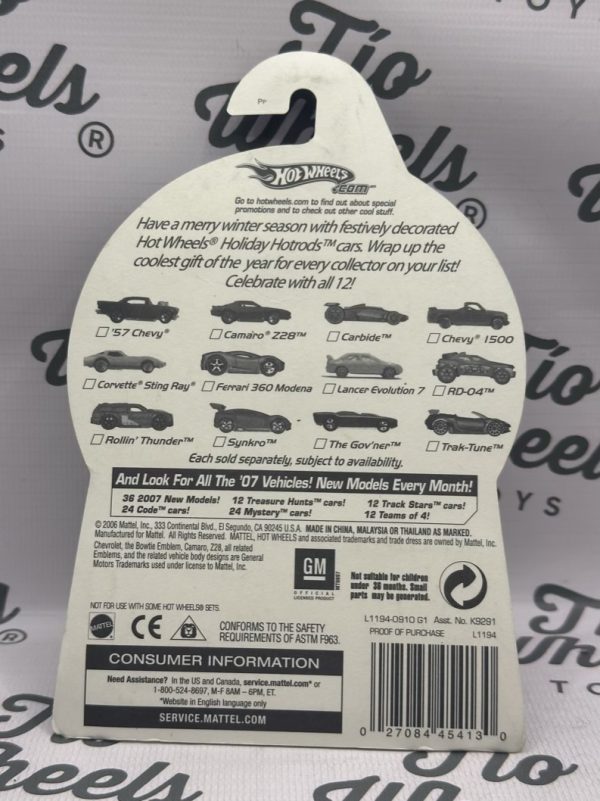 Tío
Wheels
®
TOYS
HOT WHEELS
.com™
Go to hotwheels.com to find out about special
promotions and to check out other cool stuff.
Have a merry winter season with festively decorated
Hot Wheels® Holiday Hotrods™ cars. Wrap up the
coolest gift of the year for every collector on your list!
Celebrate with all 12!
'57 Chevy® Camaro® Z28™ Carbide™ Chevy® 1500
Corvette® Sting Ray® Ferrari 360 Modena Lancer Evolution 7 RD-04™
Rollin' Thunder™ Synkro™ The Gov'ner™ Trak-Tune™
Each sold separately, subject to availability.
And Look For All The '07 Vehicles! New Models Every Month!
36 2007 New Models! 12 Treasure Hunts™ cars! 12 Track Stars™ cars!
24 Code™ cars! 24 Mystery™ cars! 12 Teams of 4!
© 2006 Mattel, Inc., 333 Continental Blvd., El Segundo, CA 90245 U.S.A. MADE IN CHINA, MALAYSIA OR THAILAND AS MARKED.
Manufactured for Mattel. All Rights Reserved. MATTEL, HOT WHEELS and associated trademarks and trade dress are owned by Mattel, Inc.
Chevrolet, the Bowtie Emblem, Camaro, Z28, all related
Emblems, and the related vehicle body designs are General
Motors Trademarks used under license to Mattel, Inc.
GM
OFFICIAL
LICENSED PRODUCT
Not suitable for children
under 36 months. Small
parts may be generated.
NOT FOR USE WITH SOME HOT WHEELS® SETS.
MATTEL
CE
CONFORMS TO THE SAFETY
REQUIREMENTS OF ASTM F963.
L1194-0910 G1 Asst. No. K9291
PROOF OF PURCHASE L1194
CONSUMER INFORMATION
Need Assistance? In the US and Canada, service.mattel.com* or
1-800-524-8697, M-F 8AM – 6PM, ET.
*Website in English language only
SERVICE.MATTEL.COM
0 27084 45413 0